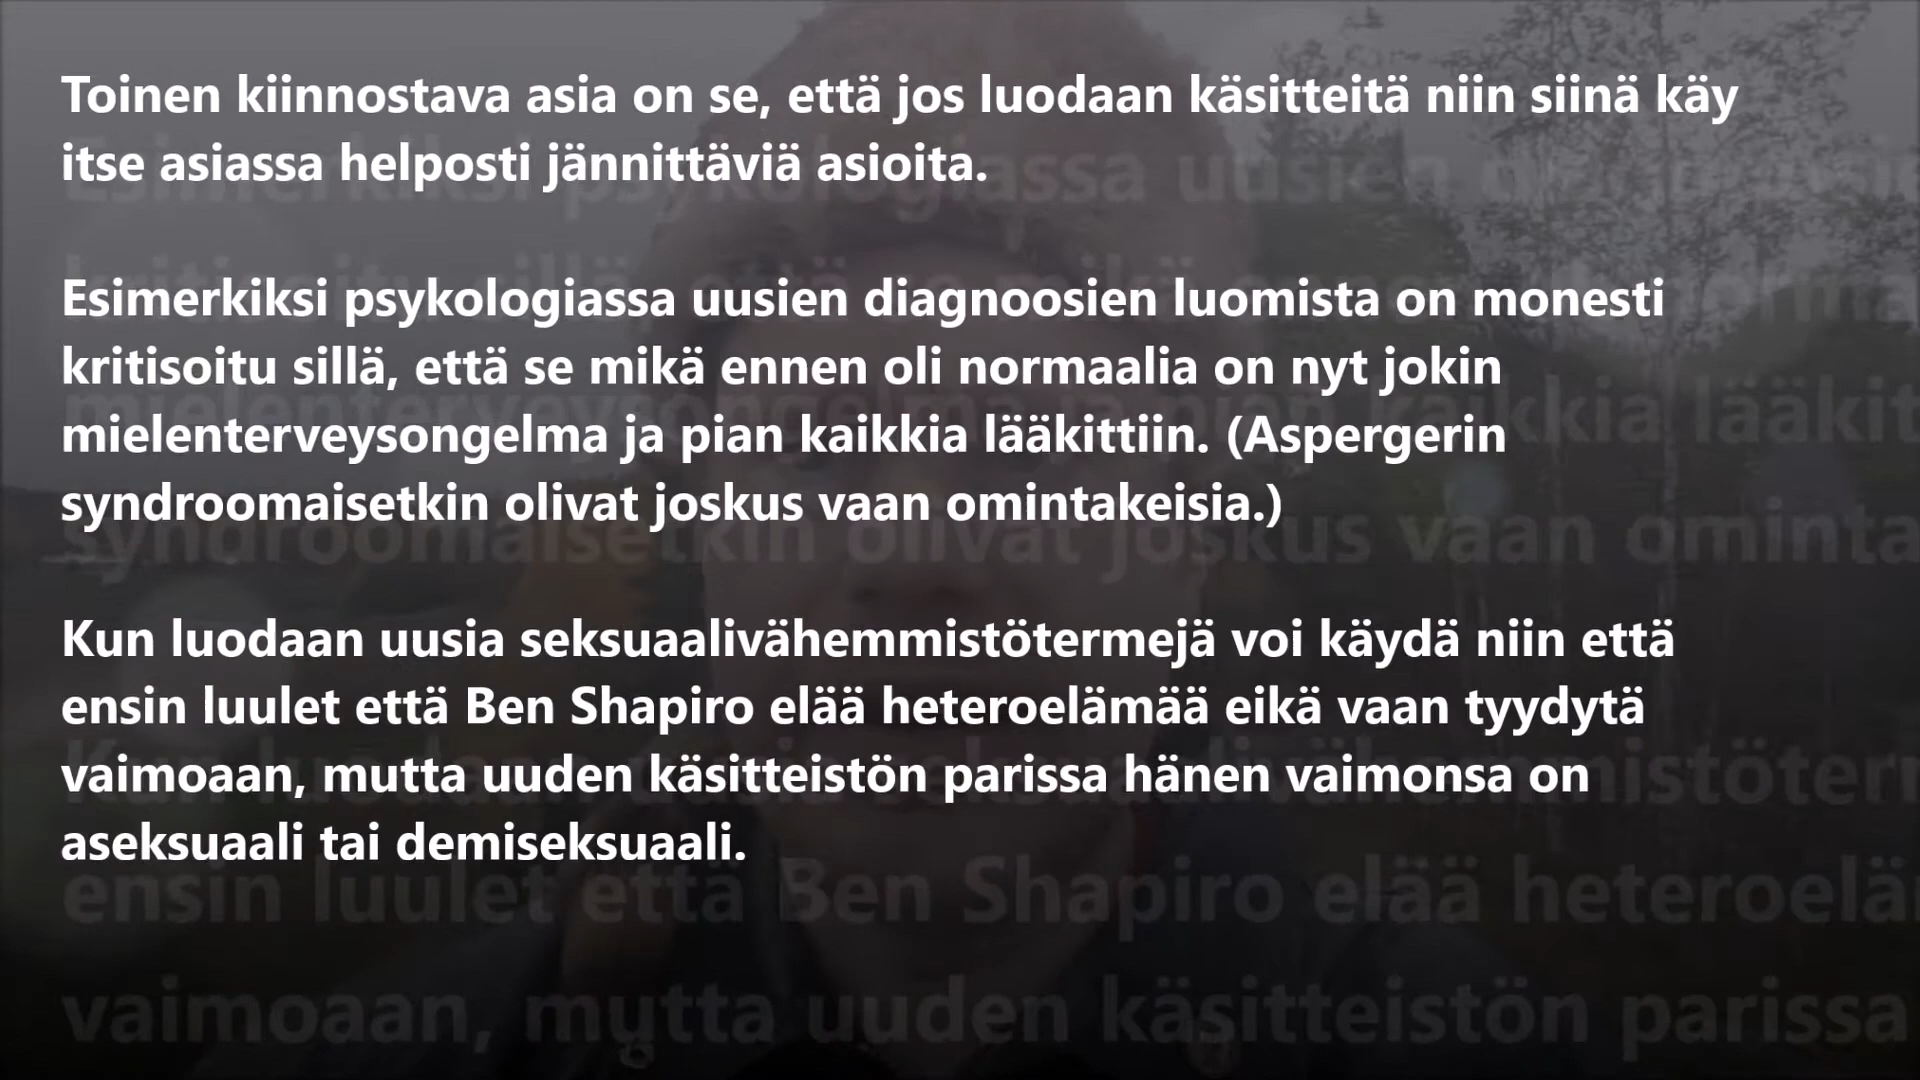 Toinen kiinnostava asia on se, että jos luodaan käsitteitä niin siinä käy
itse asiassa helposti jännittäviä asioita.
Esimerkiksi psykologiassa uusien diagnoosien luomista on monesti
kritisoitu sillä, että se mikä ennen oli normaalia on nyt jokin
mielenterveysongelma ja pian kaikkia lääkittiin. (Aspergerin
syndroomaisetkin olivat joskus vaan omintakeisia.)
Kun luodaan uusia seksuaalivähemmistötermejä voi käydä niin että
ensin luulet että Ben Shapiro elää heteroelämää eikä vaan tyydytä
vaimoaan, mutta uuden käsitteistön parissa hänen vaimonsa on
aseksuaali tai demiseksuaali.